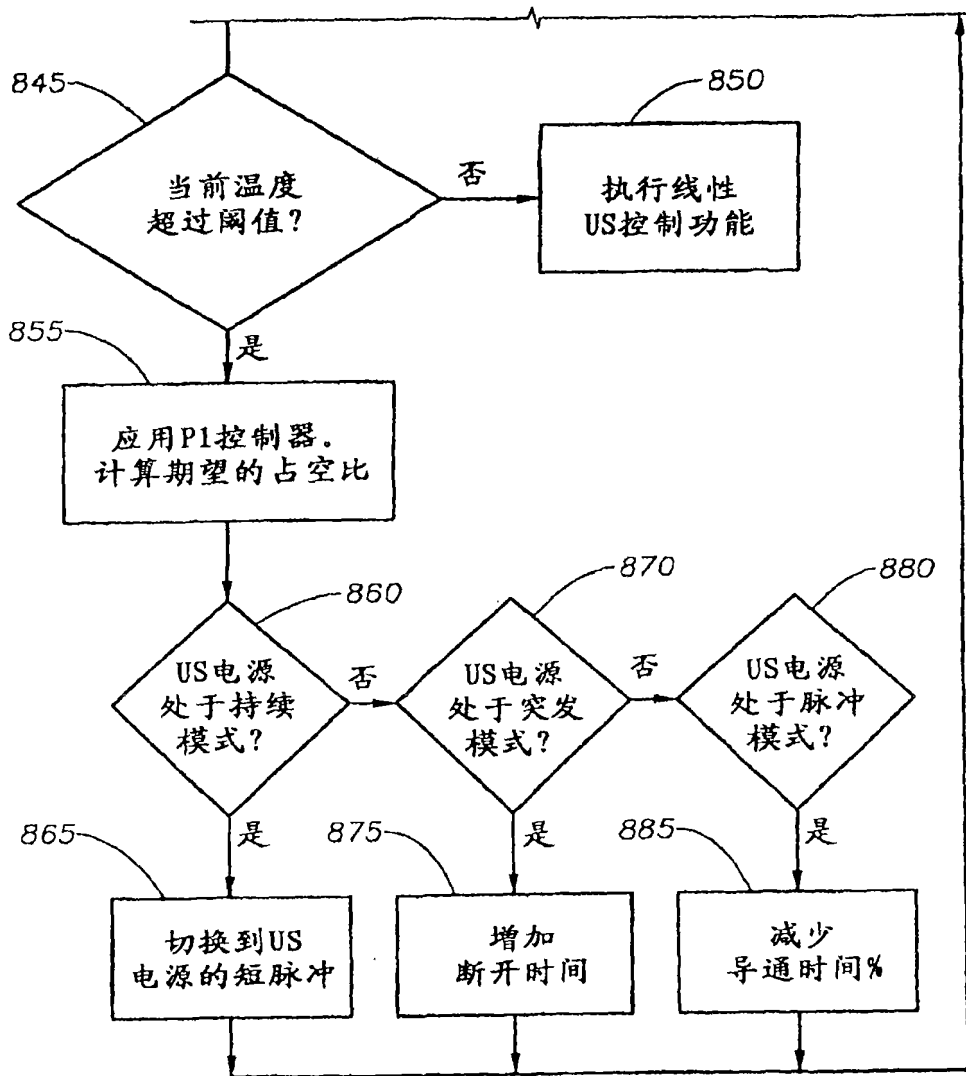 845
当前温度
超过阈值?
否
850
执行线性
US控制功能
是
855
应用P1控制器.
计算期望的占空比
860
US电源
处于持续
模式?
否
870
US电源
处于突发
模式?
否
880
US电源
处于脉冲
模式?
是
865
切换到US
电源的短脉冲
是
875
增加
断开时间
是
885
减少
导通时间%